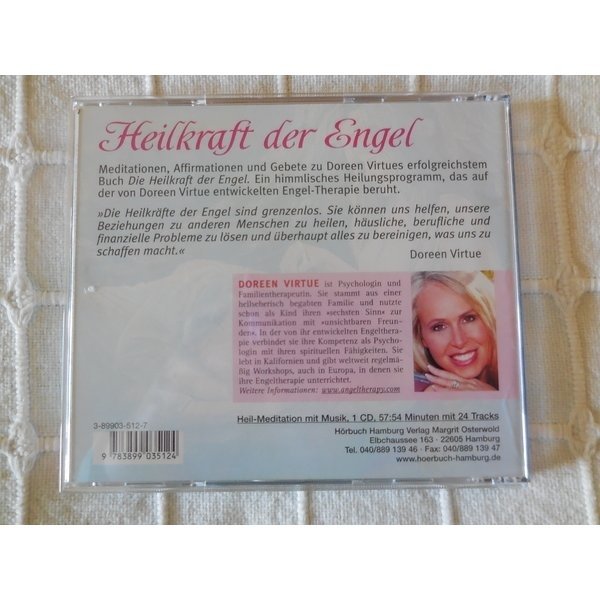 Heilkraft der Engel
Meditationen, Affirmationen und Gebete zu Doreen Virtues erfolgreichstem
Buch Die Heilkraft der Engel. Ein himmlisches Heilungsprogramm, das auf
der von Doreen Virtue entwickelten Engel-Therapie beruht.
»Die Heilkräfte der Engel sind grenzenlos. Sie können uns helfen, unsere
Beziehungen zu anderen Menschen zu heilen, häusliche, berufliche und
finanzielle Probleme zu lösen und überhaupt alles zu bereinigen, was uns zu
schaffen macht.«
Doreen Virtue
DOREEN VIRTUE ist Psychologin und
Familientherapeutin. Sie stammt aus einer
hellseherisch begabten Familie und nutzte
schon als Kind ihren »sechsten Sinn« zur
Kommunikation mit »unsichtbaren Freun-
den«. In der von ihr entwickelten Engelthera-
pie verbindet sie ihre Kompetenz als Psycho-
login mit ihren spirituellen Fähigkeiten. Sie
lebt in Kalifornien und gibt weltweit regelmä-
ßig Workshops, auch in Europa, in denen sie
ihre Engeltherapie unterrichtet.
Weitere Informationen: www.angeltherapy.com
Heil-Meditation mit Musik, 1 CD, 57:54 Minuten mit 24 Tracks
Hörbuch Hamburg Verlag Margrit Osterwold
Elbchaussee 163 · 22605 Hamburg
Tel. 040/889 139 46 · Fax: 040/889 139 47
www.hoerbuch-hamburg.de
3-89903-512-7
9 783899 035124